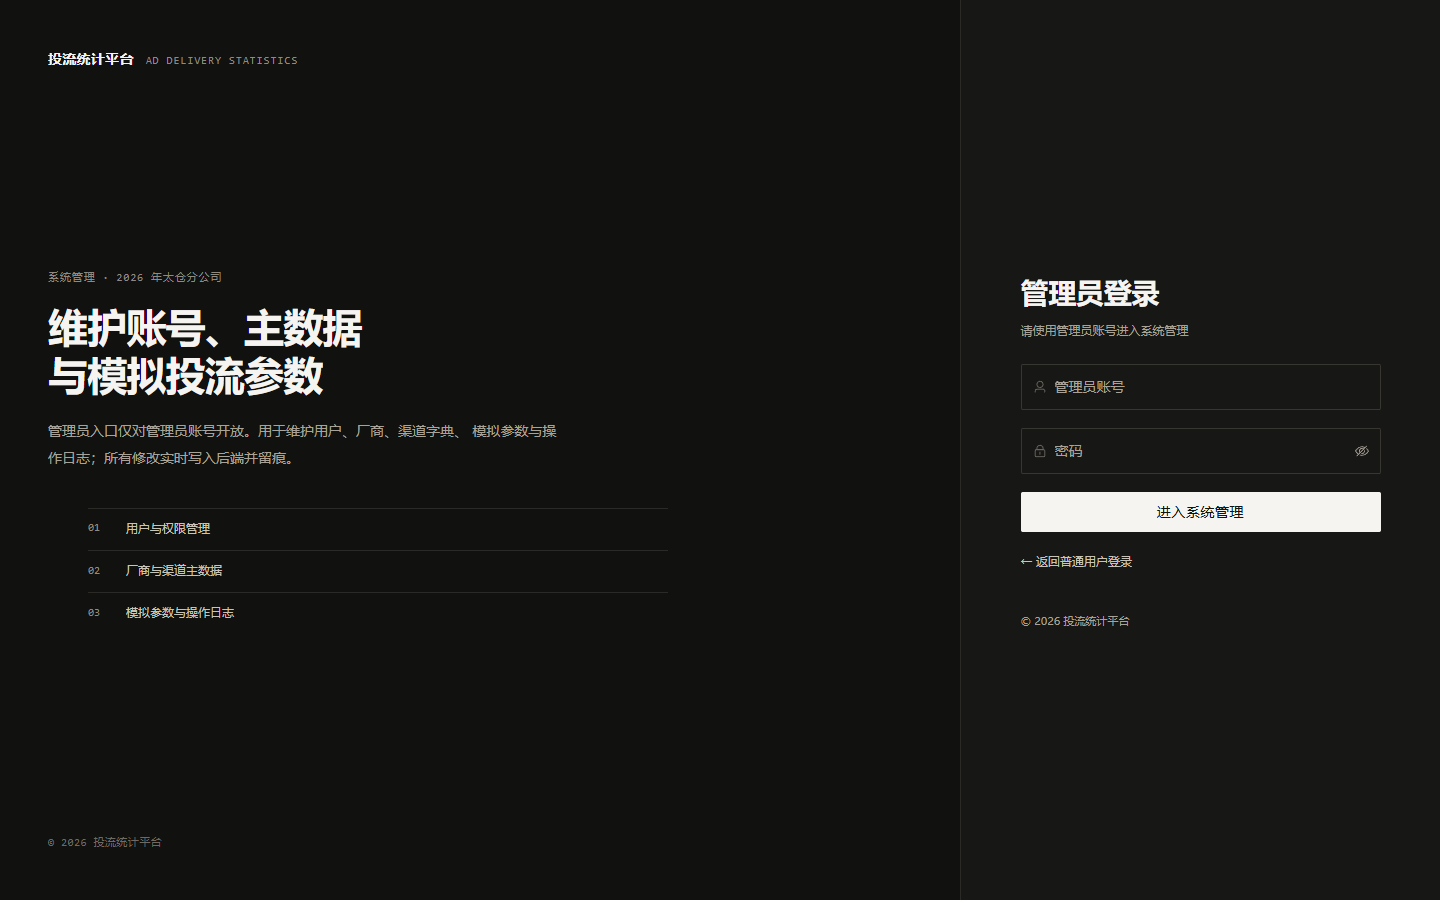 投流统计平台 AD DELIVERY STATISTICS
系统管理 · 2026 年太仓分公司
维护账号、主数据
与模拟投流参数
管理员入口仅对管理员账号开放。用于维护用户、厂商、渠道字典、 模拟参数与操
作日志；所有修改实时写入后端并留痕。
01 用户与权限管理
02 厂商与渠道主数据
03 模拟参数与操作日志
© 2026 投流统计平台
管理员登录
请使用管理员账号进入系统管理
管理员账号
密码
进入系统管理
← 返回普通用户登录
© 2026 投流统计平台